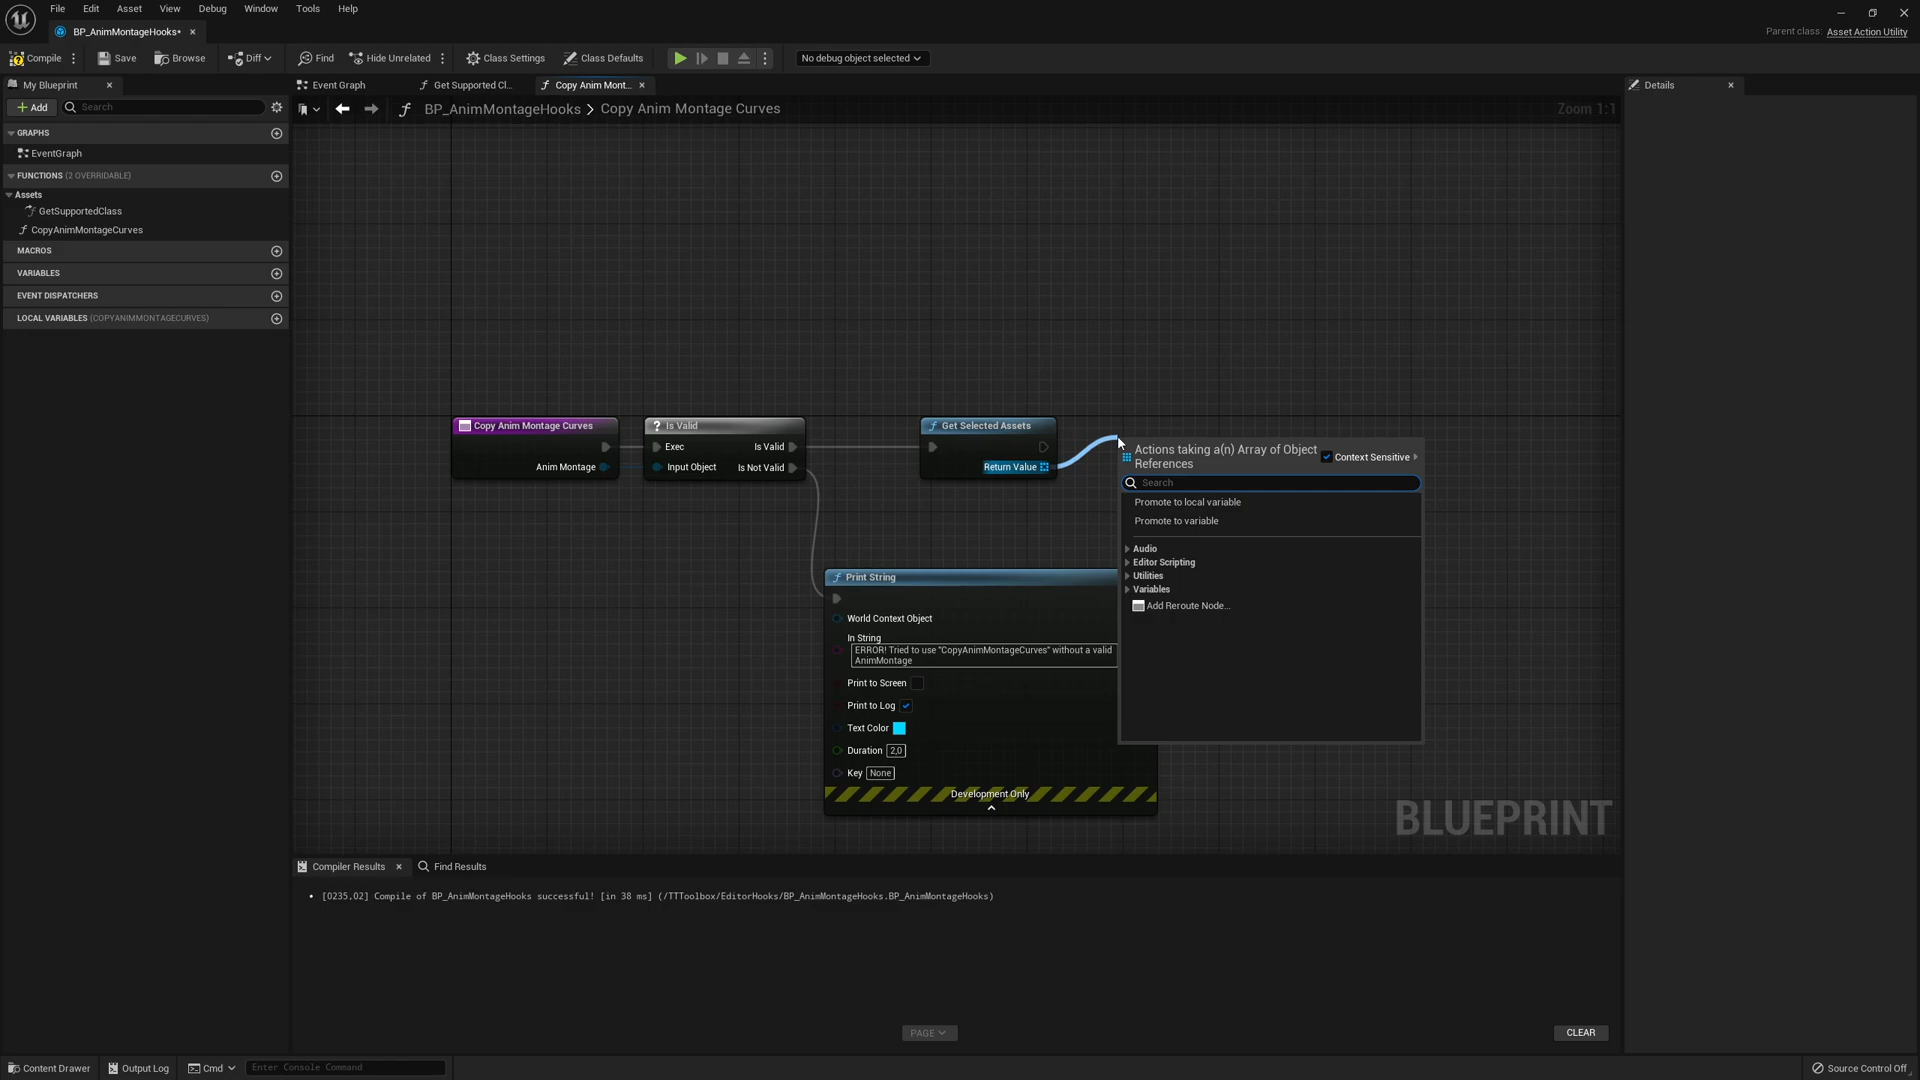 File Edit Asset View Debug Window Tools Help
BP_AnimMontageHooks•
Parent class: Asset Action Utility
Compile Save Browse Diff Find Hide Unrelated Class Settings Class Defaults No debug object selected
My Blueprint
Event Graph Get Supported Cl... Copy Anim Mont...
Details
Add Search
BP_AnimMontageHooks > Copy Anim Montage Curves
Zoom 1:1
GRAPHS
EventGraph
FUNCTIONS (2 OVERRIDABLE)
Assets
GetSupportedClass
CopyAnimMontageCurves
MACROS
VARIABLES
EVENT DISPATCHERS
LOCAL VARIABLES (COPYANIMMONTAGECURVES)
Copy Anim Montage Curves
Anim Montage
? Is Valid
Exec Is Valid
Input Object Is Not Valid
Get Selected Assets
Return Value
Print String
World Context Object
In String
ERROR! Tried to use "CopyAnimMontageCurves" without a valid
AnimMontage
Print to Screen
Print to Log
Text Color
Duration 2,0
Key None
Development Only
Actions taking a(n) Array of Object
References
Context Sensitive
Search
Promote to local variable
Promote to variable
Audio
Editor Scripting
Utilities
Variables
Add Reroute Node...
BLUEPRINT
Compiler Results Find Results
• [0235,02] Compile of BP_AnimMontageHooks successful! [in 38 ms] (/TTToolbox/EditorHooks/BP_AnimMontageHooks.BP_AnimMontageHooks)
PAGE
CLEAR
Content Drawer Output Log Cmd Enter Console Command
Source Control Off